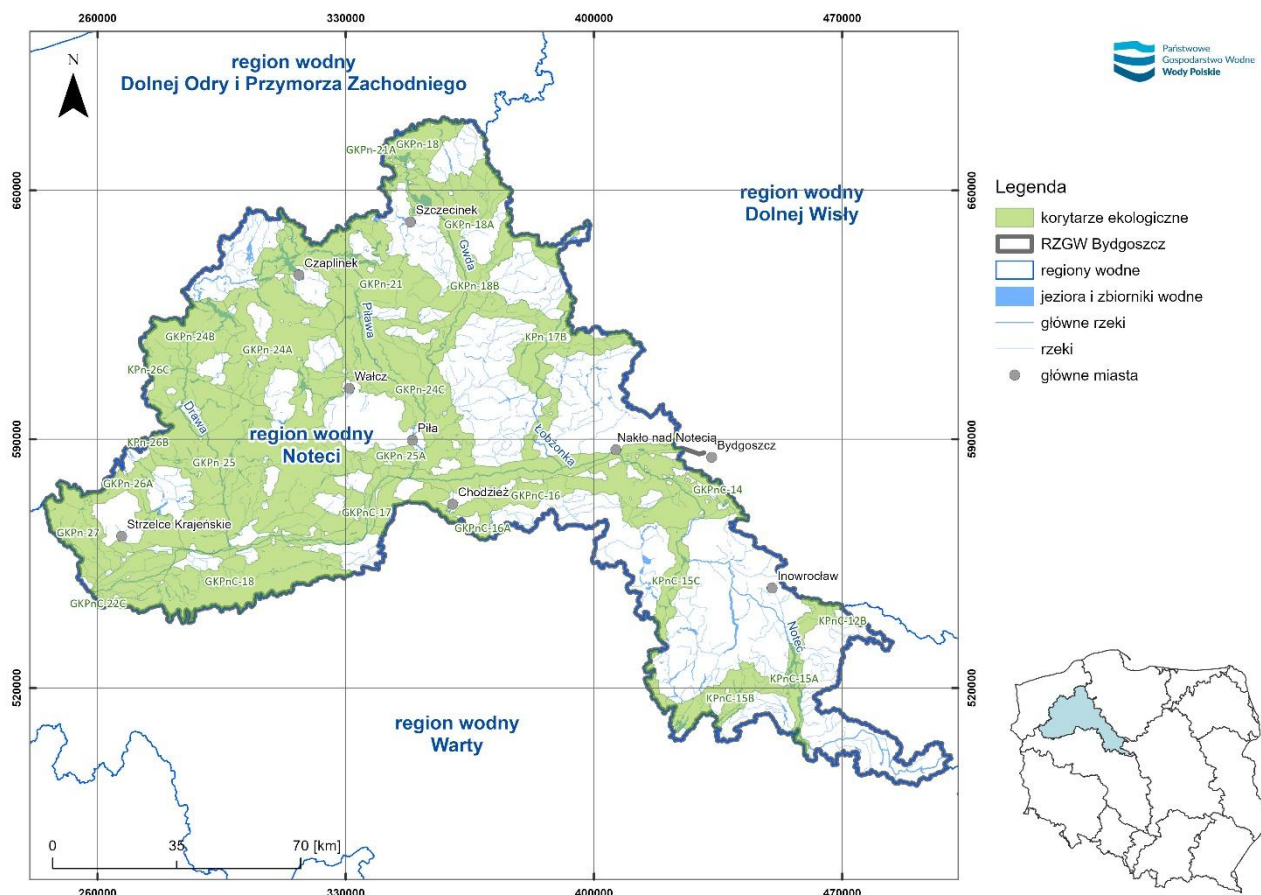 260000
330000
400000
470000
N
region wodny
Dolnej Odry i Przymorza Zachodniego
Państwowe
Gospodarstwo Wodne
Wody Polskie
GKPn-21A
GKPn-18
660000
660000
region wodny
Dolnej Wisły
Legenda
korytarze ekologiczne
RZGW Bydgoszcz
regiony wodne
jeziora i zbiorniki wodne
główne rzeki
rzeki
główne miasta
Szczecinek
GKPn-18A
Gwda
Czaplinek
GKPn-21
GKPn-18B
Piława
GKPn-24B
GKPn-24A
KPn-17B
KPn-26C
Wałcz
GKPn-24C
Drawa
region wodny
Noteci
Piła
590000
590000
KPn-26B
Nakło nad Notecią
Bydgoszcz
Łobżonka
GKPn-25
GKPn-25A
GKPn-26A
GKPnC-14
Chodzież
GKPnC-16
GKPnC-17
GKPn-27
Strzelce Krajeńskie
GKPnC-16A
GKPnC-18
KPnC-15C
Inowrocław
GKPnC-22C
Noteć
KPnC-12B
KPnC-15A
520000
520000
KPnC-15B
region wodny
Warty
0
35
70 [km]
260000
330000
400000
470000